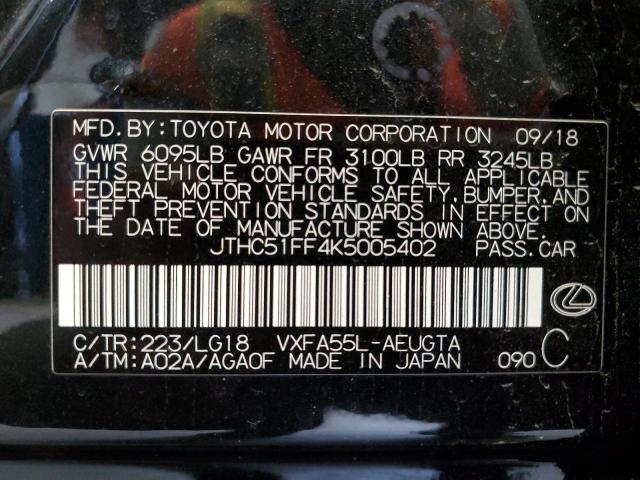 MFD.BY:TOYOTA MOTOR CORPORATION 09/18
GVWR 6095LB GAWR FR 3100LB RR 3245LB
THIS VEHICLE CONFORMS TO ALL APPLICABLE
FEDERAL MOTOR VEHICLE SAFETY,BUMPER,AND
THEFT PREVENTION STANDARDS IN EFFECT ON
THE DATE OF MANUFACTURE SHOWN ABOVE.
JTHC51FF4K5005402 PASS.CAR
C/TR:223/LG18 VXFA55L-AEUGTA
A/TM:A02A/AGA0F MADE IN JAPAN 090 C